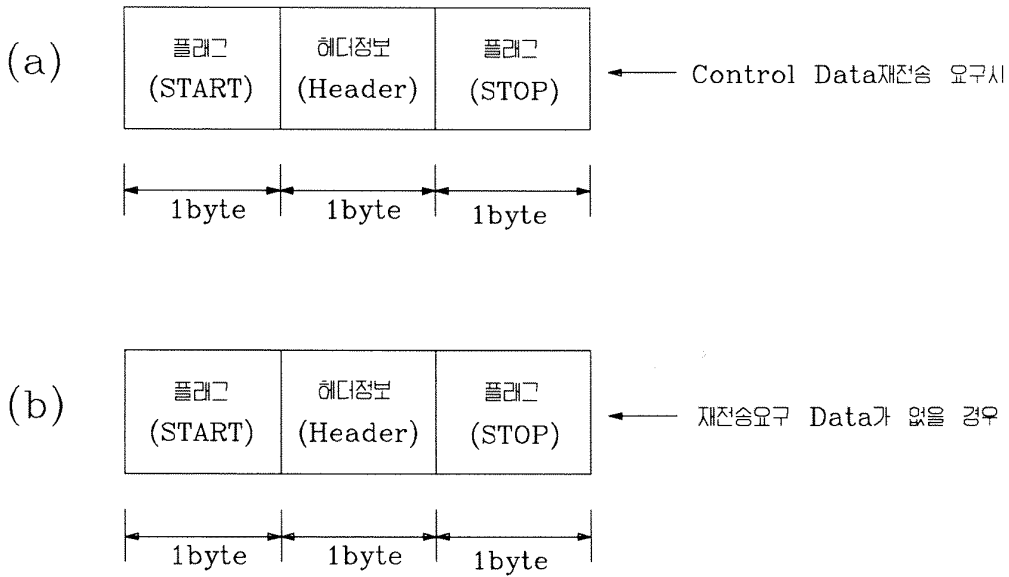 (a)
플래그 헤더정보 플래그
(START) (Header) (STOP)
Control Data재전송 요구시
1byte 1byte 1byte
(b)
플래그 헤더정보 플래그
(START) (Header) (STOP)
재전송요구 Data가 없을 경우
1byte 1byte 1byte